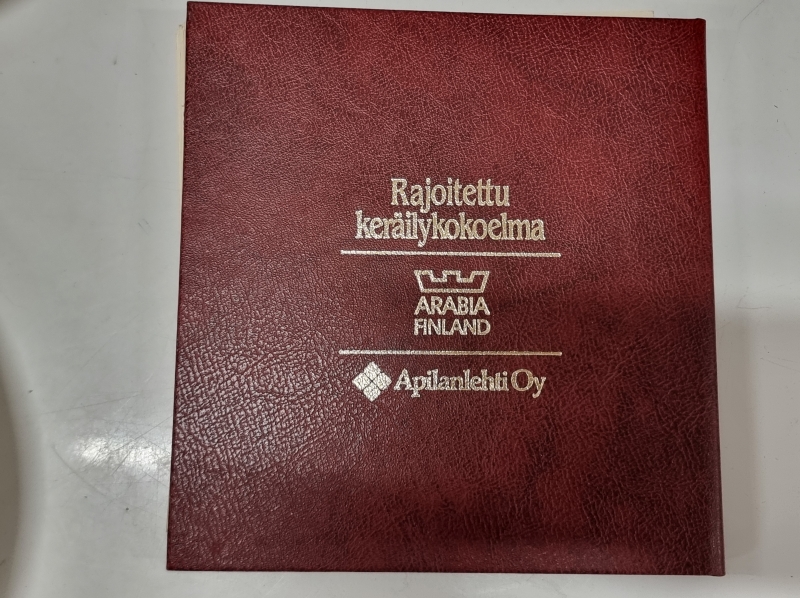 Rajoitettu
keräilykokoelma
ARABIA
FINLAND
Apilanlehti Oy